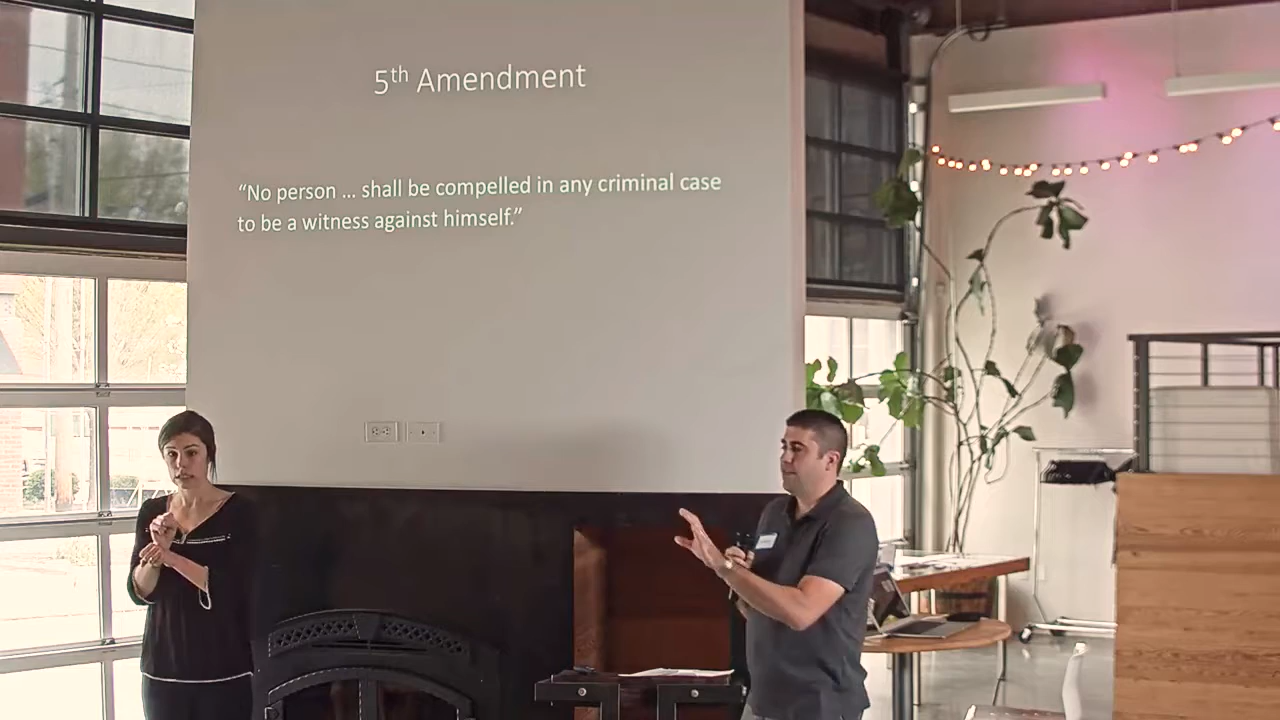 5th Amendment
“No person ... shall be compelled in any criminal case
to be a witness against himself.”